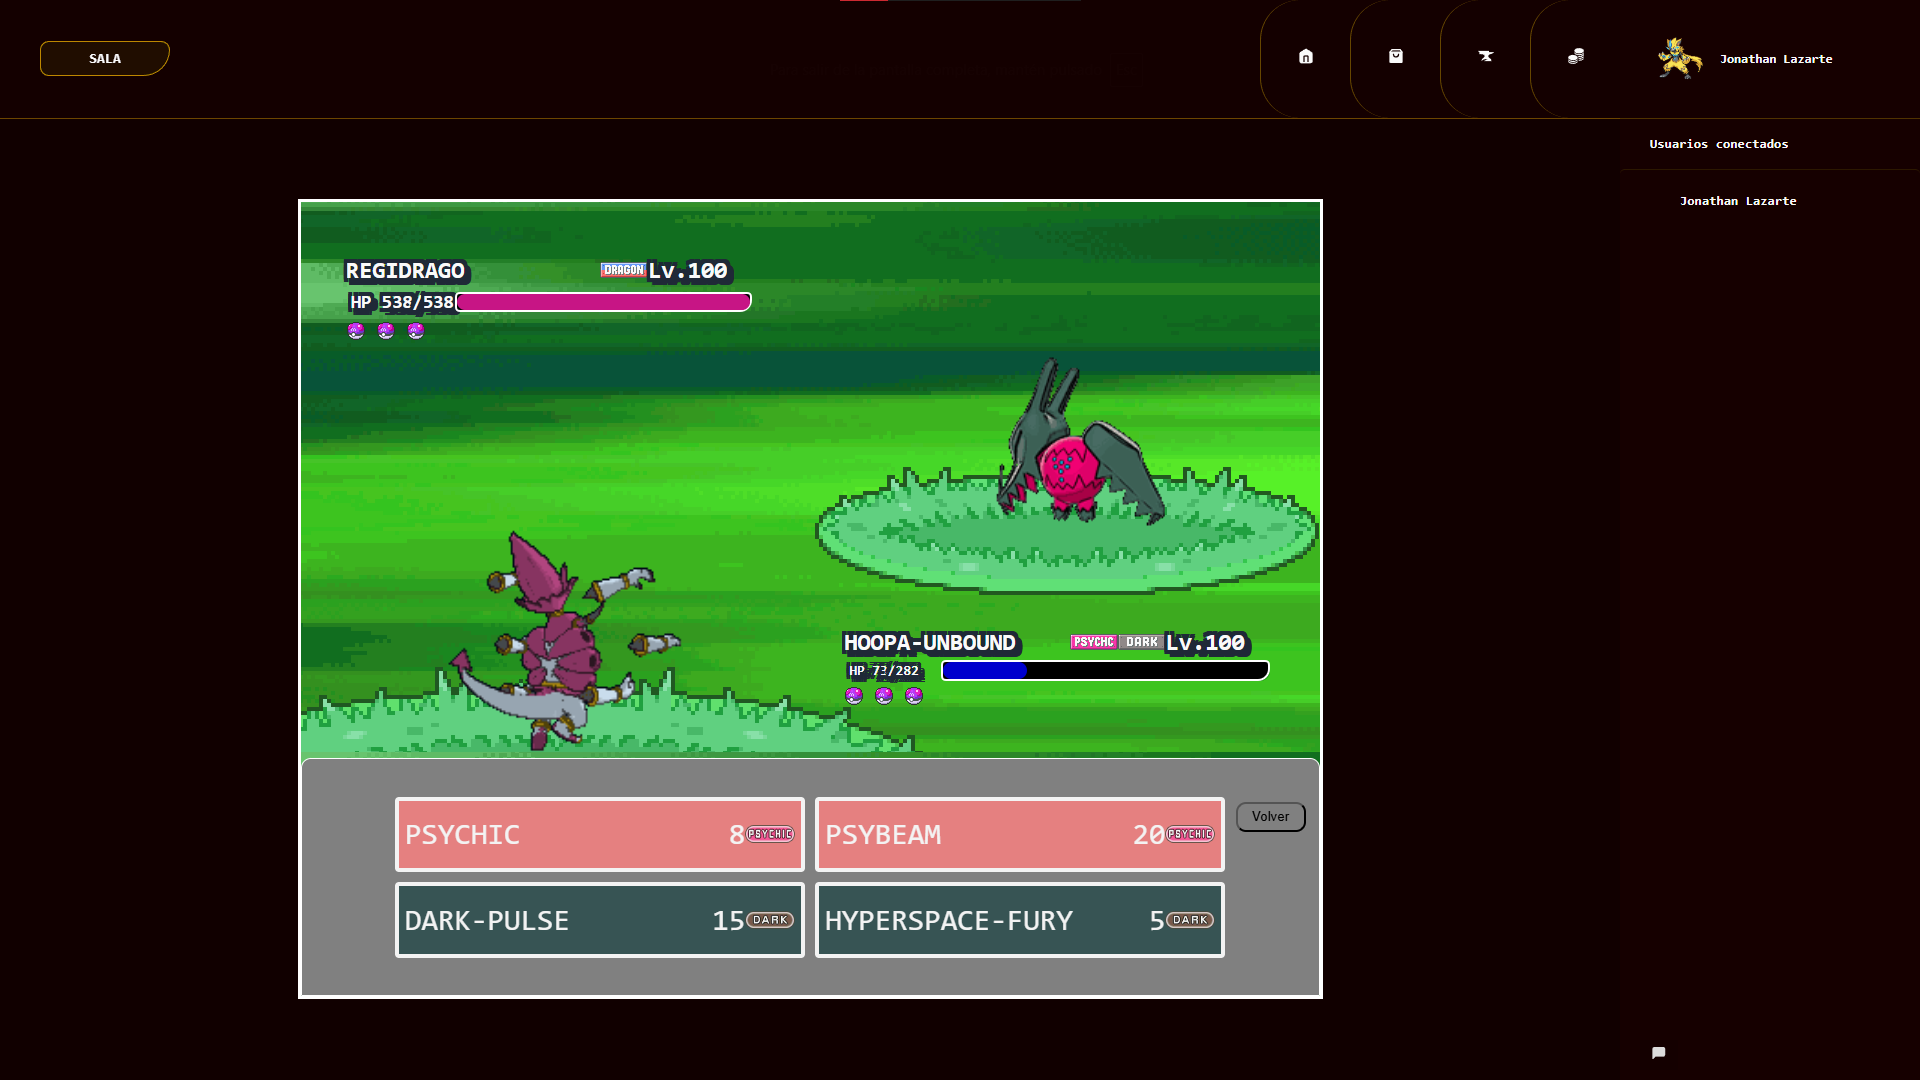 SALA
Jonathan Lazarte
Usuarios conectados
Jonathan Lazarte
REGIDRAGO DRAGON Lv.100
HP 538/538
HOOPA-UNBOUND PSYCHC DARK Lv.100
HP 73/282
PSYCHIC 8 PSYCHIC
PSYBEAM 20 PSYCHIC
Volver
DARK-PULSE 15 DARK
HYPERSPACE-FURY 5 DARK